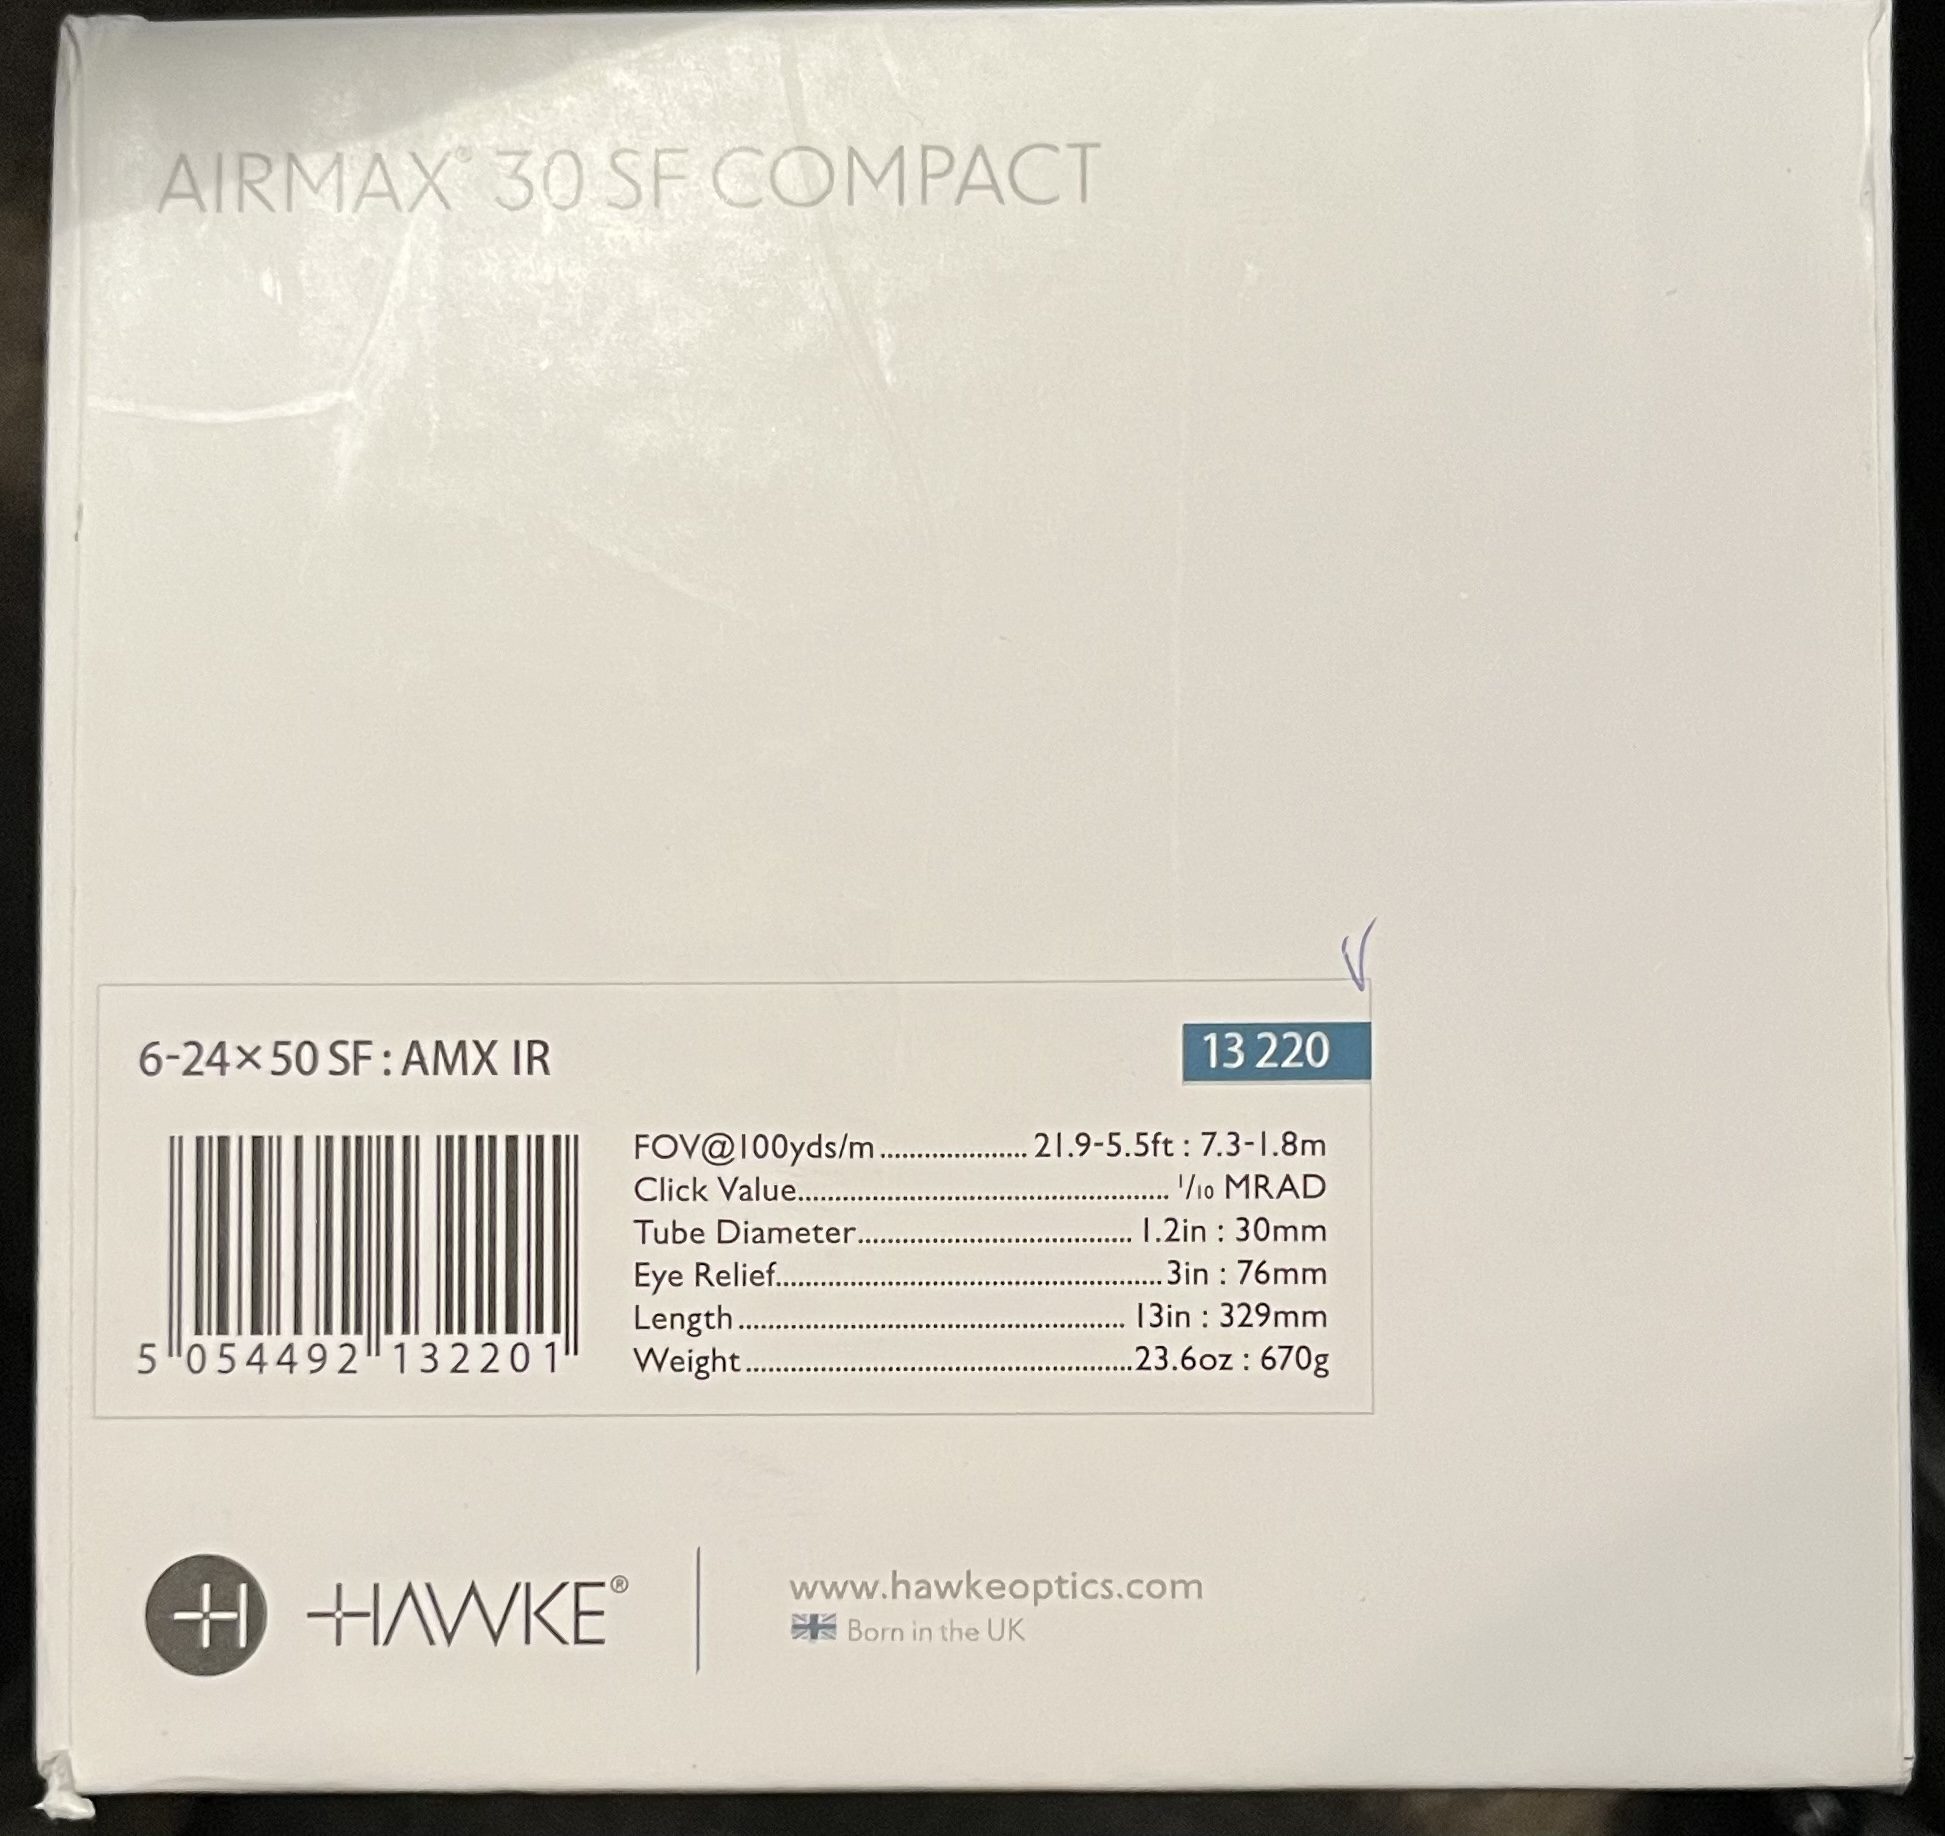 AIRMAX® 30 SF COMPACT
6-24×50 SF : AMX IR
13 220
FOV@100yds/m.................... 21.9-5.5ft : 7.3-1.8m
Click Value.................................................. 1/10 MRAD
Tube Diameter..................................... 1.2in : 30mm
Eye Relief.....................................................3in : 76mm
Length..................................................... 13in : 329mm
Weight.....................................................23.6oz : 670g
5 054492 132201
HAWKE®
www.hawkeoptics.com
Born in the UK